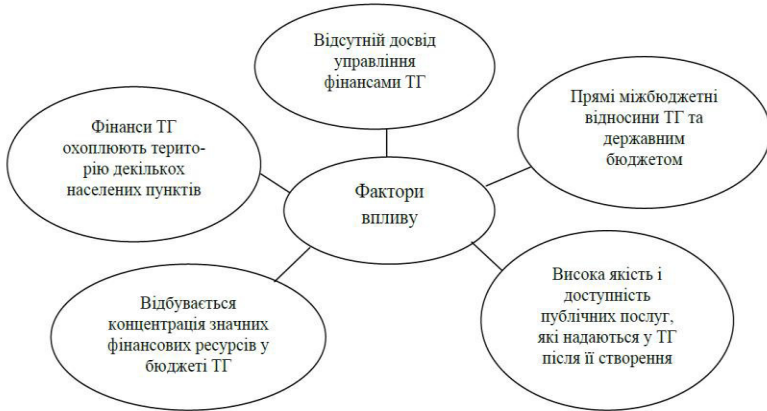 Відсутній досвід
управління
фінансами ТГ
Прямі міжбюджетні
відносини ТГ та
державним
бюджетом
Фінанси ТГ
охоплюють терито-
рію декількох
населених пунктів
Фактори
впливу
Висока якість і
доступність
публічних послуг,
які надаються у ТГ
після її створення
Відбувається
концентрація значних
фінансових ресурсів у
бюджеті ТГ